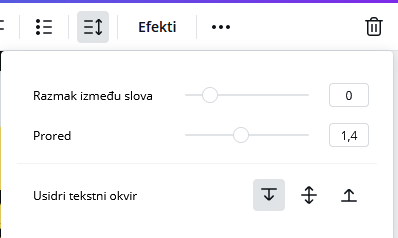 Efekti
Razmak između slova 0
Prored 1,4
Usidri tekstni okvir